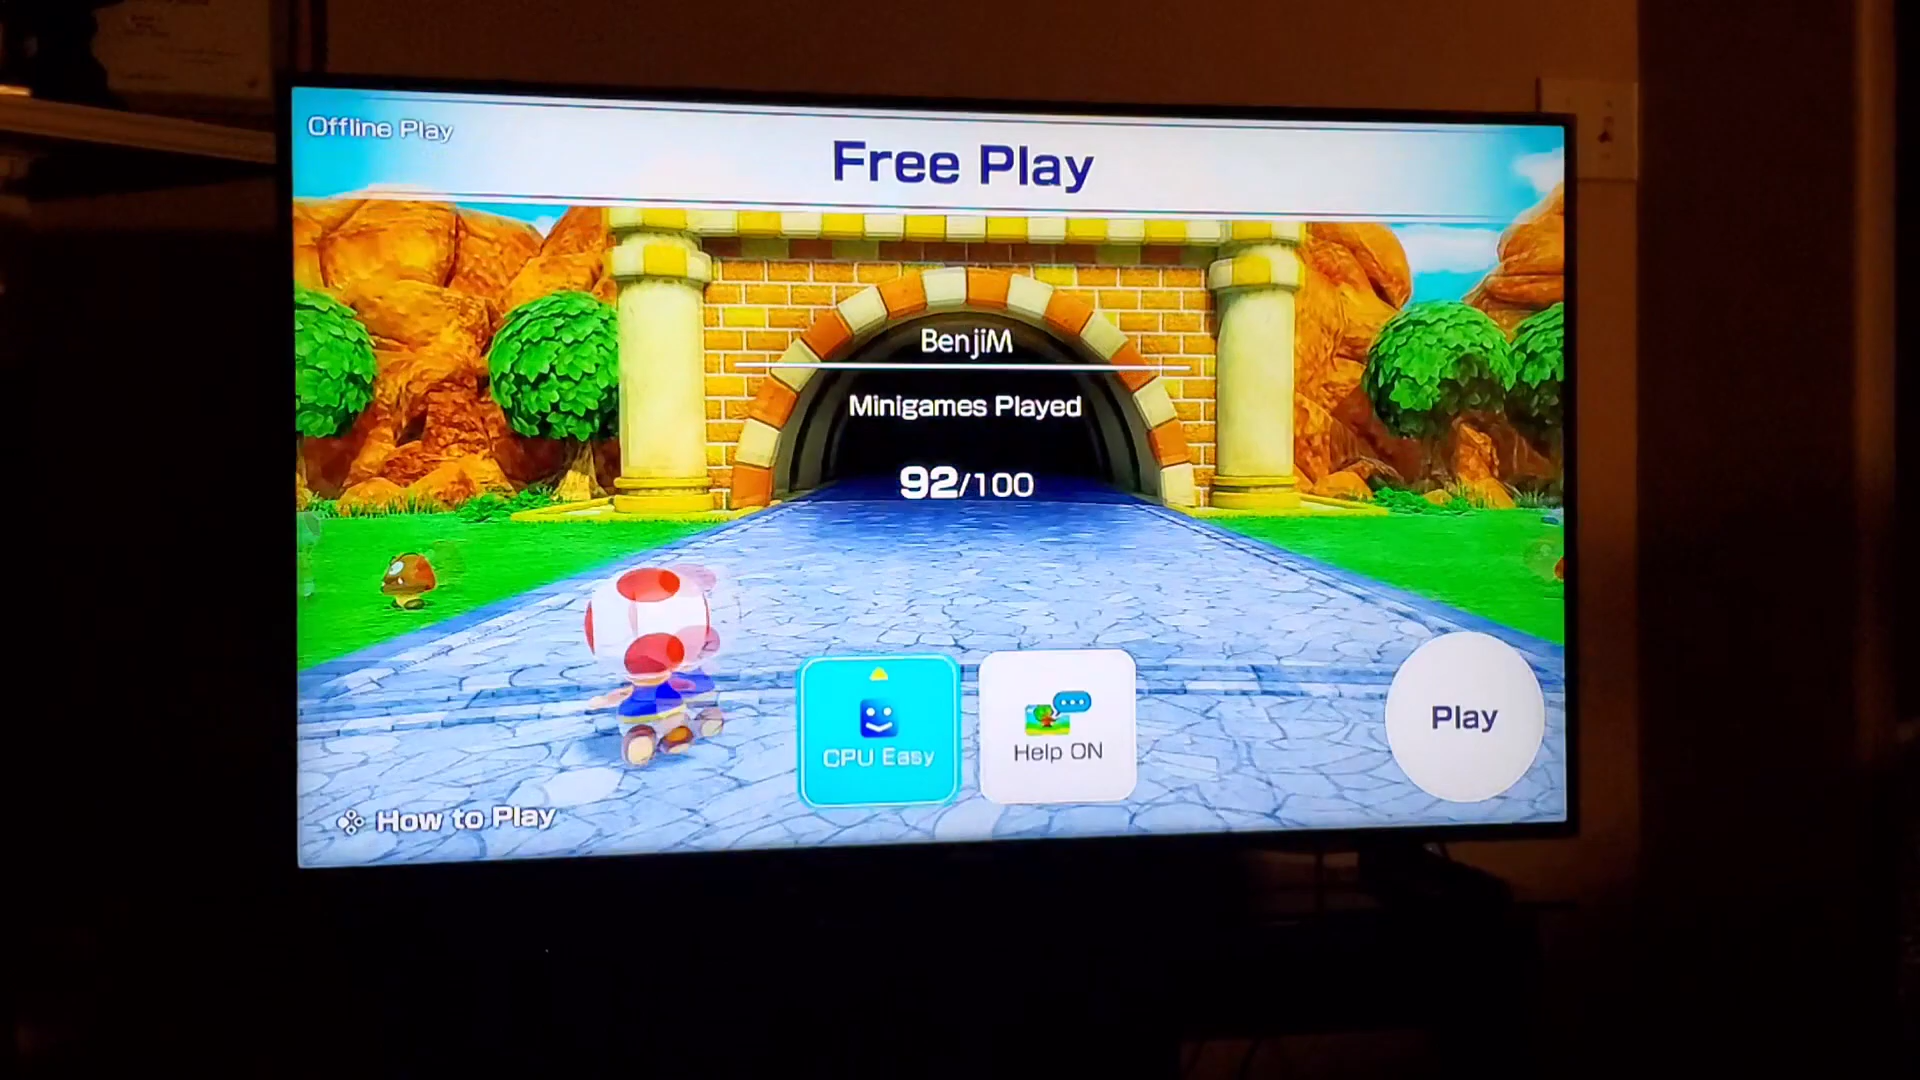 Offline Play
Free Play
BenjiM
Minigames Played
92/100
CPU Easy
Help ON
Play
How to Play